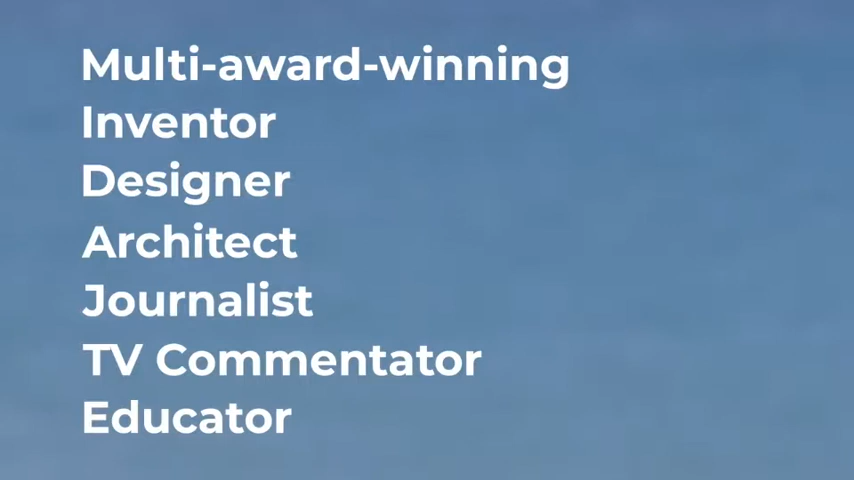 Multi-award-winning
Inventor
Designer
Architect
Journalist
TV Commentator
Educator